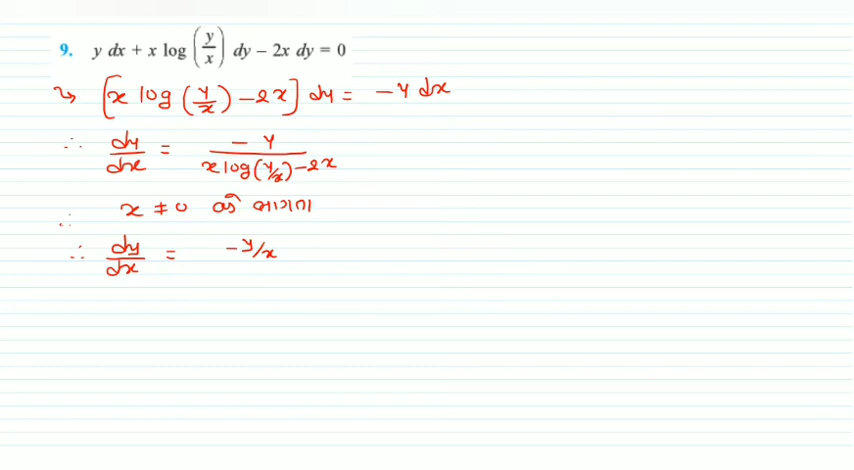 9. y dx + x log (y/x) dy − 2x dy = 0
↝ [x log (y/x) − 2x] dy = −y dx
∴ dy/dx = −y / (x log(y/x) − 2x)
∴ x ≠ 0 વડે ભાગતા
∴ dy/dx = −y/x